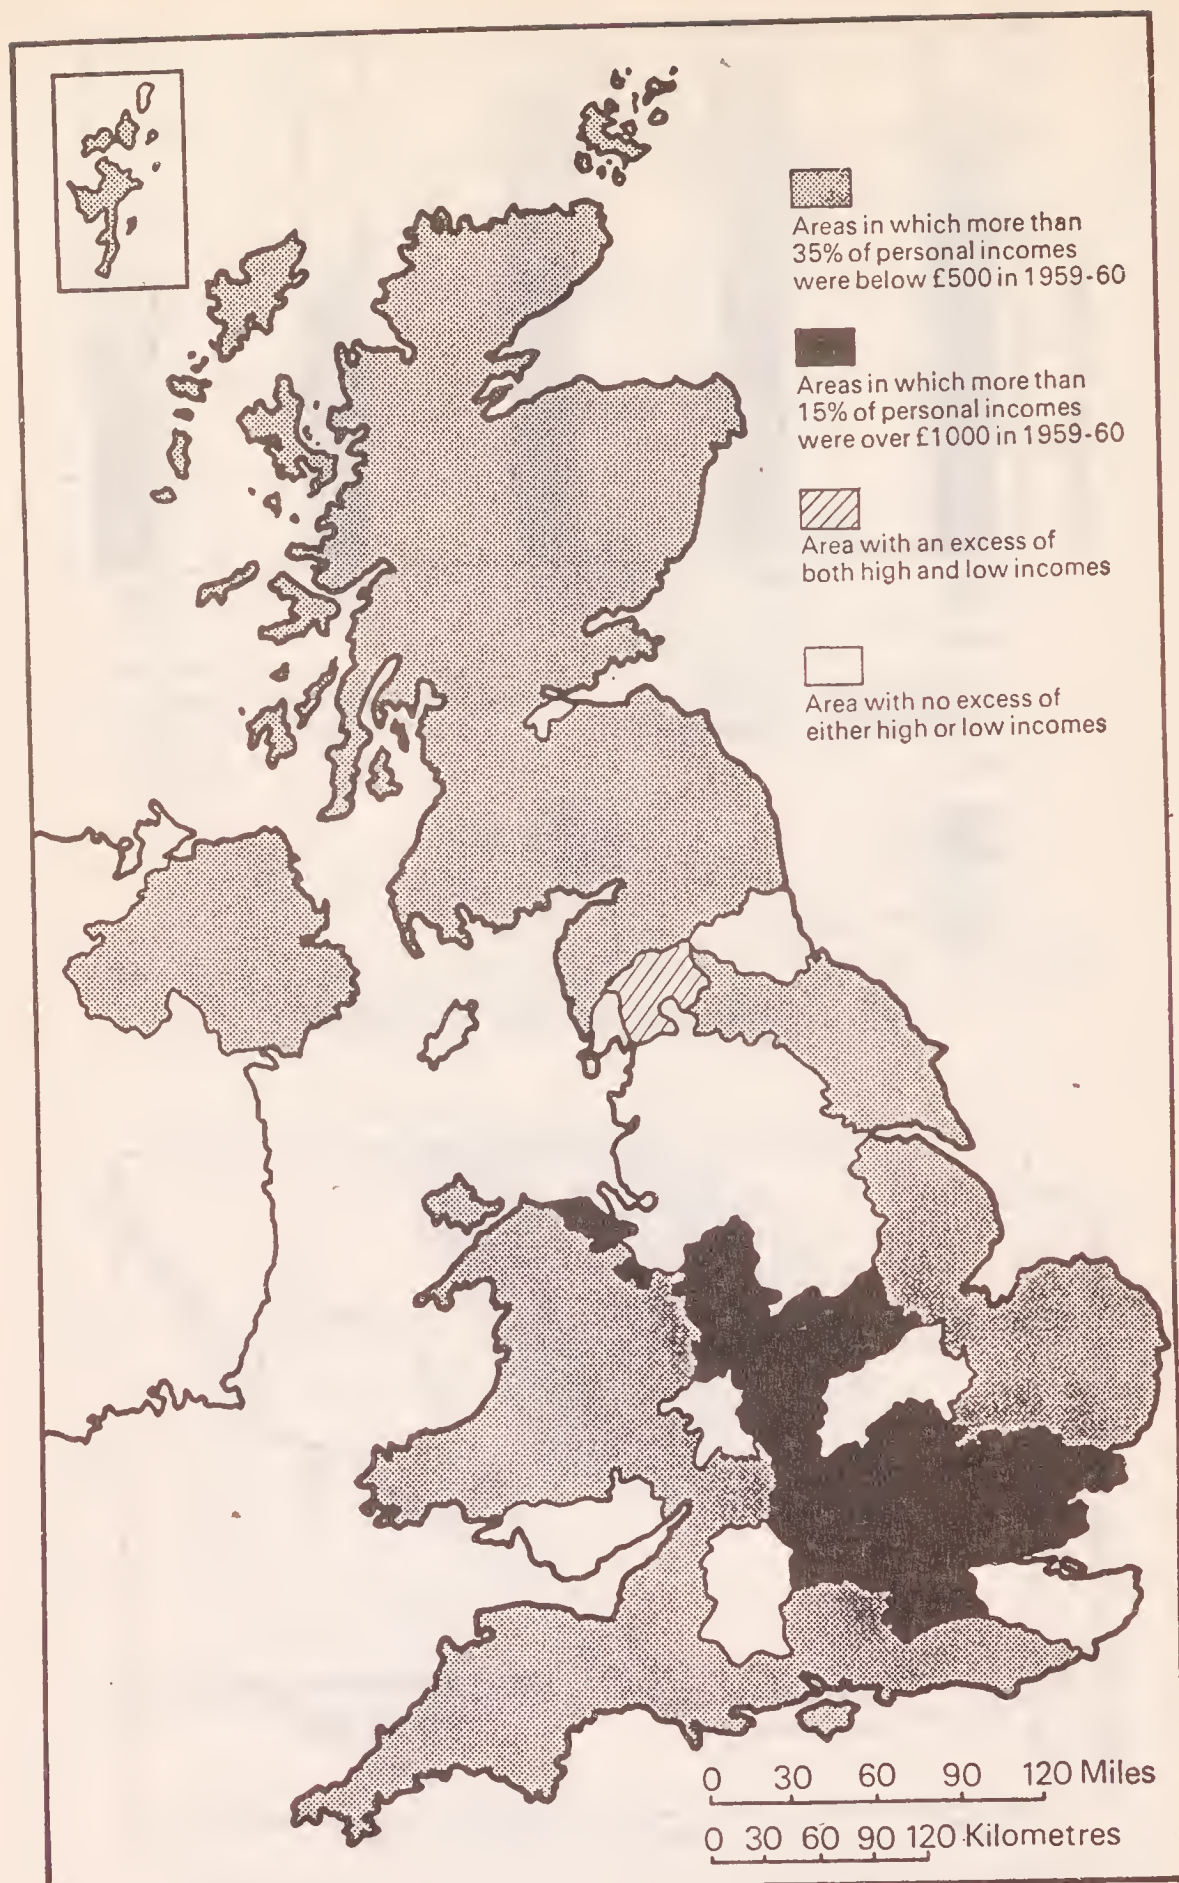 Areas in which more than
35% of personal incomes
were below £500 in 1959-60
Areas in which more than
15% of personal incomes
were over £1000 in 1959-60
Area with an excess of
both high and low incomes
Area with no excess of
either high or low incomes
0 30 60 90 120 Miles
0 30 60 90 120 Kilometres